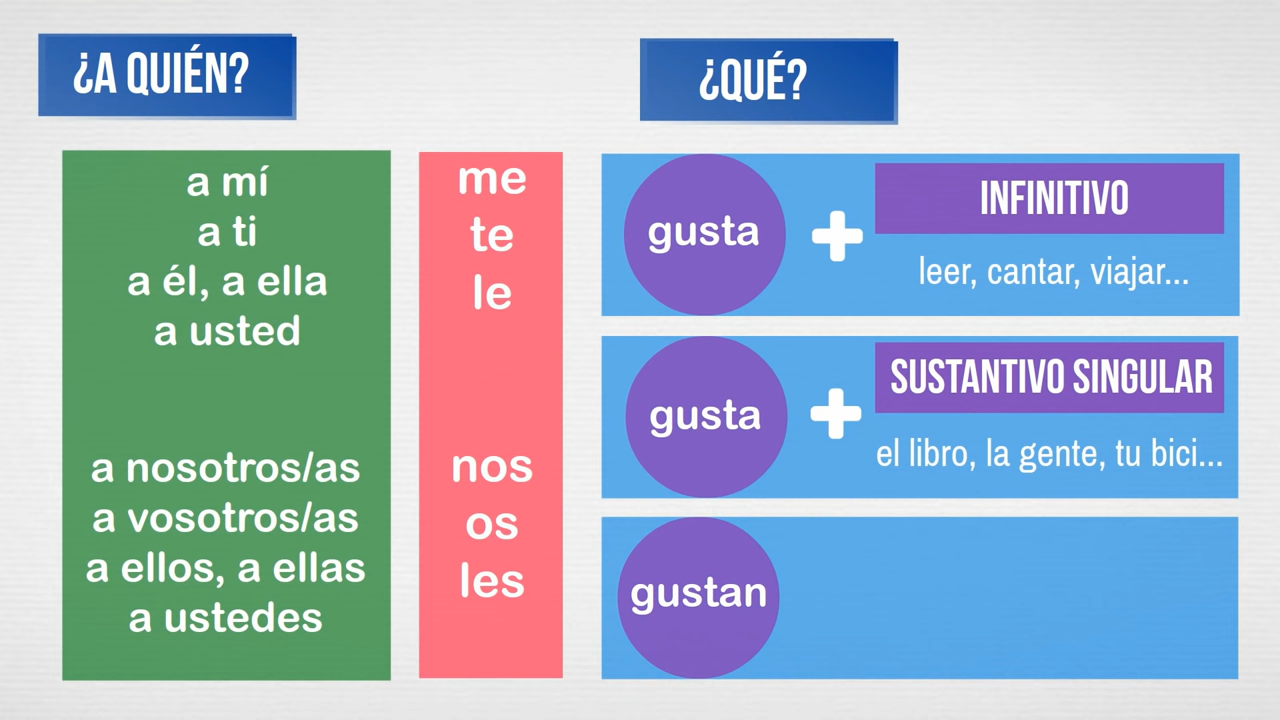 ¿A QUIÉN?
¿QUÉ?
a mí
a ti
a él, a ella
a usted
a nosotros/as
a vosotros/as
a ellos, a ellas
a ustedes
me
te
le
nos
os
les
gusta + INFINITIVO
leer, cantar, viajar...
gusta + SUSTANTIVO SINGULAR
el libro, la gente, tu bici...
gustan